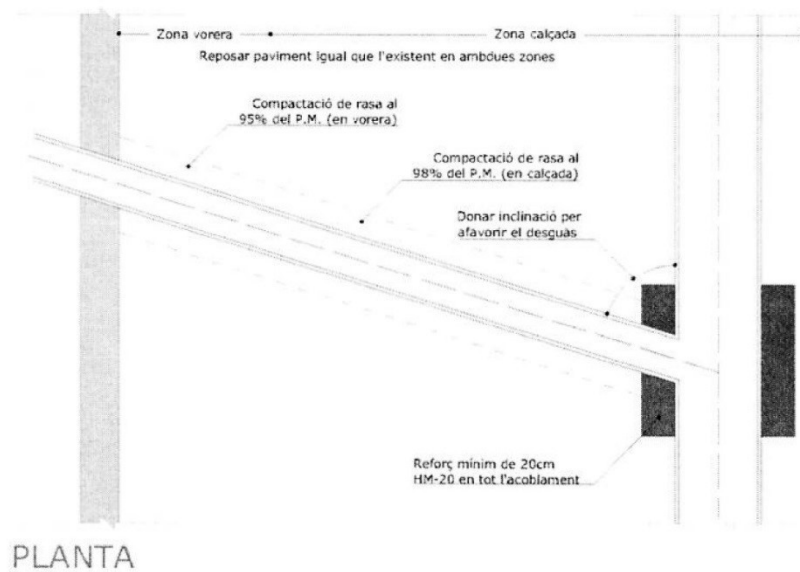 Zona vorera
Zona calçada
Reposar paviment igual que l'existent en ambdues zones
Compactació de rasa al
95% del P.M. (en vorera)
Compactació de rasa al
98% del P.M. (en calçada)
Donar inclinació per
afavorir el desguàs
Reforç mínim de 20cm
HM-20 en tot l'acoblament
PLANTA